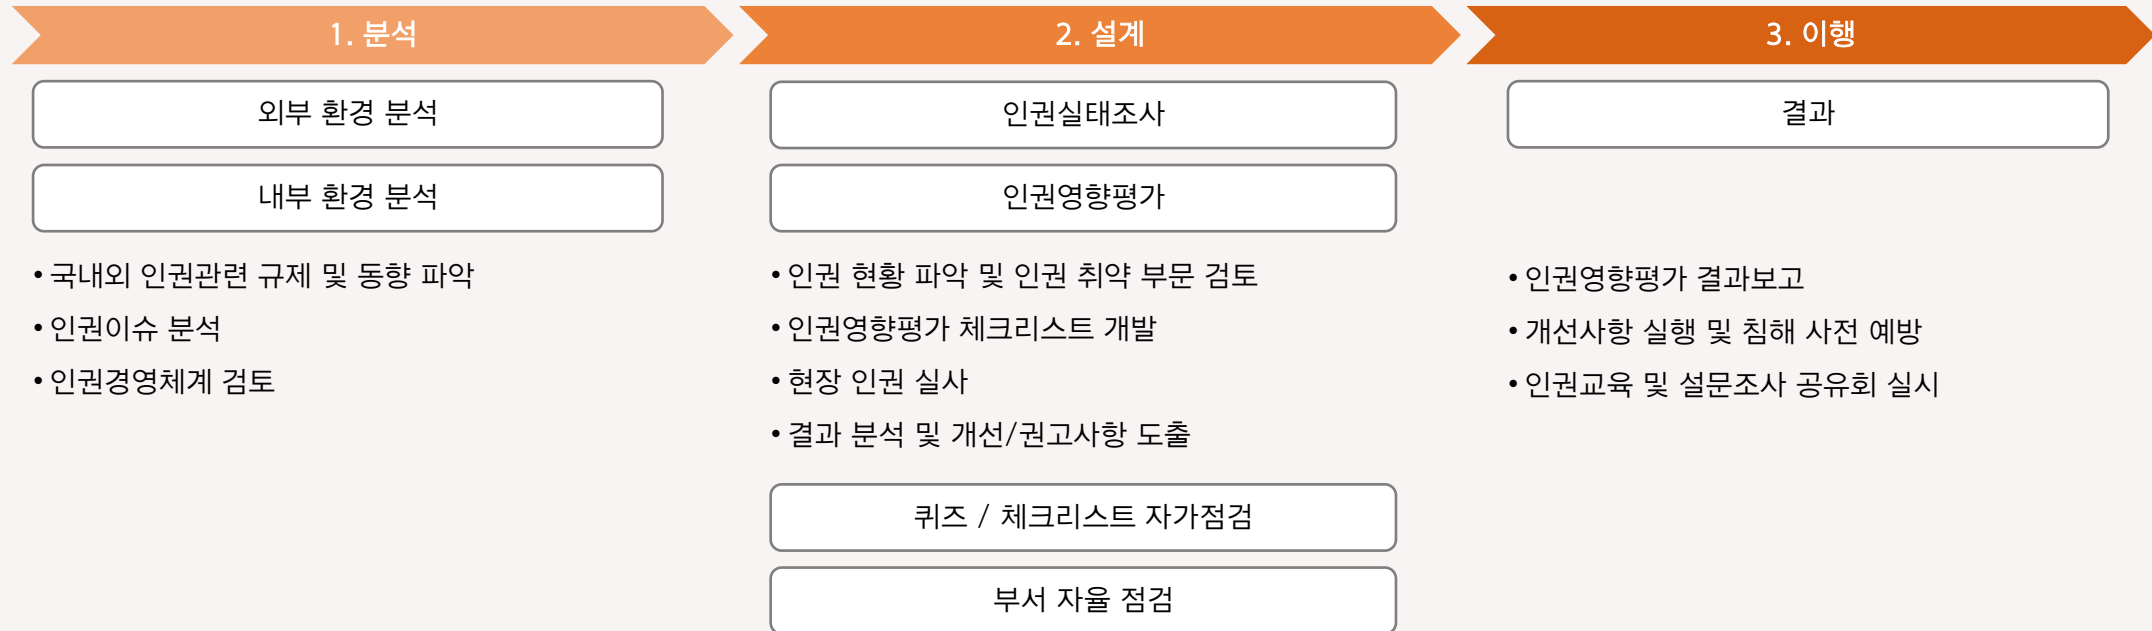 1. 분석
외부 환경 분석
내부 환경 분석
• 국내외 인권관련 규제 및 동향 파악
• 인권이슈 분석
• 인권경영체계 검토
2. 설계
인권실태조사
인권영향평가
• 인권 현황 파악 및 인권 취약 부문 검토
• 인권영향평가 체크리스트 개발
• 현장 인권 실사
• 결과 분석 및 개선/권고사항 도출
퀴즈 / 체크리스트 자가점검
부서 자율 점검
3. 이행
결과
• 인권영향평가 결과보고
• 개선사항 실행 및 침해 사전 예방
• 인권교육 및 설문조사 공유회 실시